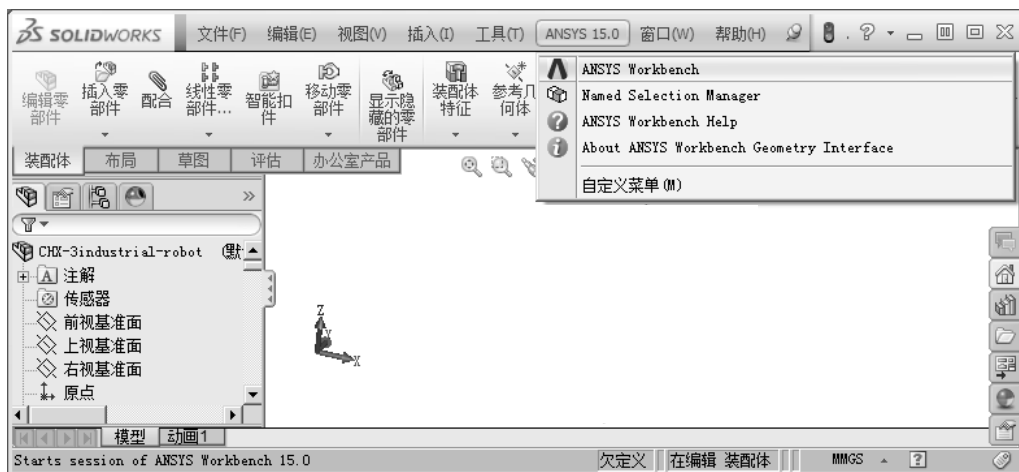 SOLIDWORKS 文件(F) 编辑(E) 视图(V) 插入(I) 工具(T) ANSYS 15.0 窗口(W) 帮助(H)
编辑零部件 插入零部件 配合 线性零部件... 智能扣件 移动零部件 显示隐藏的零部件 装配体特征 参考几何体
ANSYS Workbench
Named Selection Manager
ANSYS Workbench Help
About ANSYS Workbench Geometry Interface
自定义菜单(M)
装配体 布局 草图 评估 办公室产品
CHX-3industrial-robot (默
A 注解
传感器
前视基准面
上视基准面
右视基准面
原点
Z
Y
X
模型 动画1
Starts session of ANSYS Workbench 15.0 欠定义 在编辑 装配体 MMGS ?